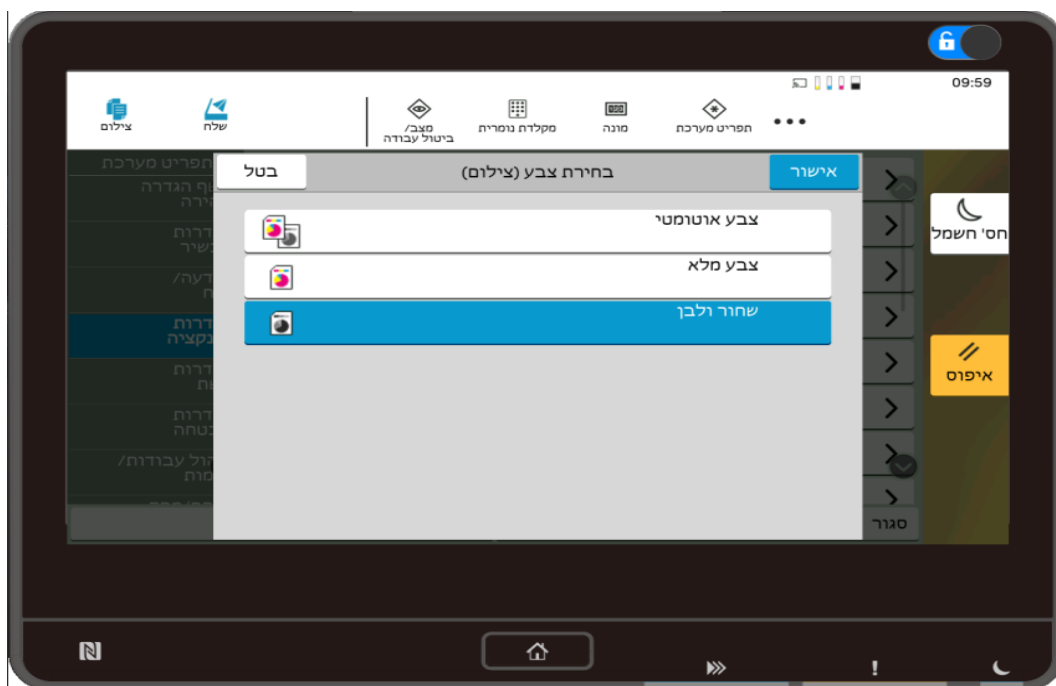 09:59
צילום
שלח
מצב/
ביטול עבודה
מקלדת נומרית
מונה
תפריט מערכת
•••
תפריט מערכת
בטל
בחירת צבע (צילום)
אישור
צבע אוטומטי
צבע מלא
שחור ולבן
חס' חשמל
איפוס
סגור